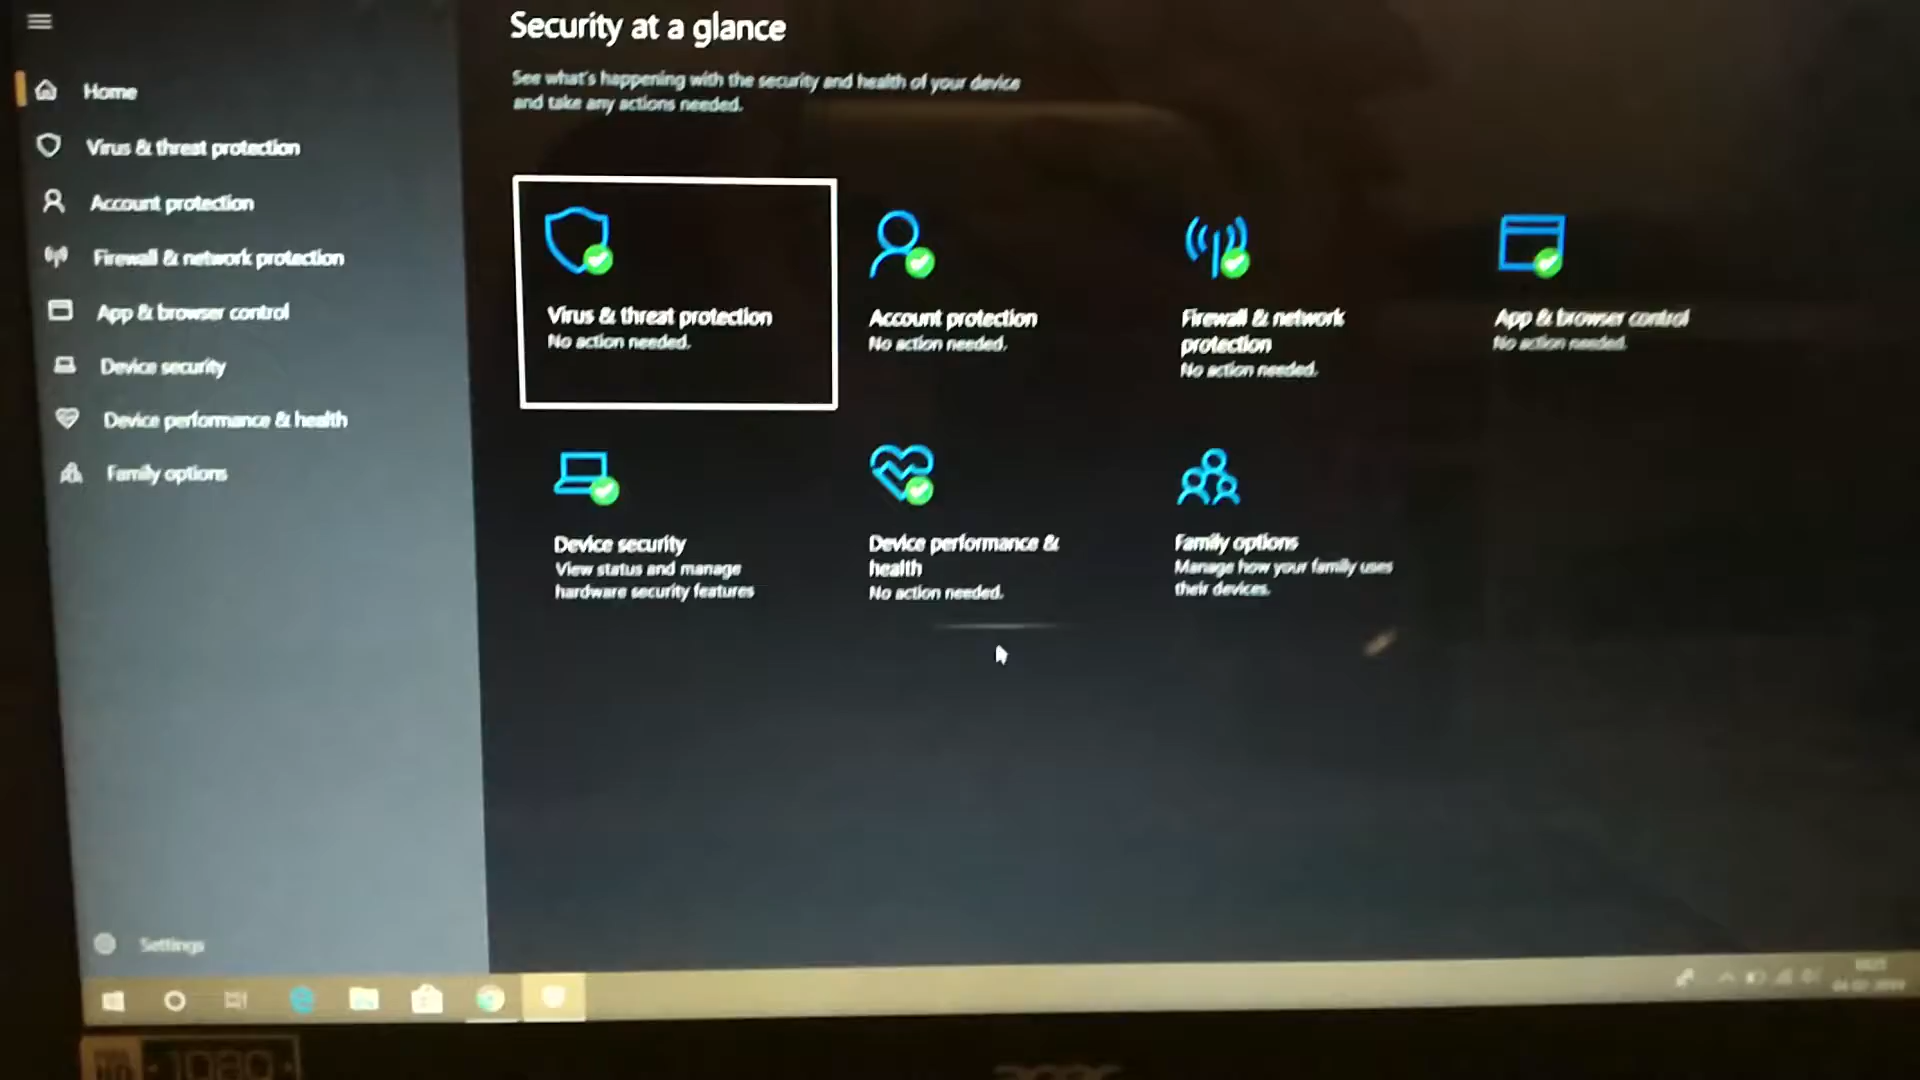 Security at a glance
See what's happening with the security and health of your device
and take any actions needed.
Home
Virus & threat protection
Account protection
Firewall & network protection
App & browser control
Device security
Device performance & health
Family options
Settings
Virus & threat protection
No action needed.
Account protection
No action needed.
Firewall & network
protection
No action needed.
App & browser control
No action needed.
Device security
View status and manage
hardware security features
Device performance &
health
No action needed.
Family options
Manage how your family uses
their devices.
1080
acer